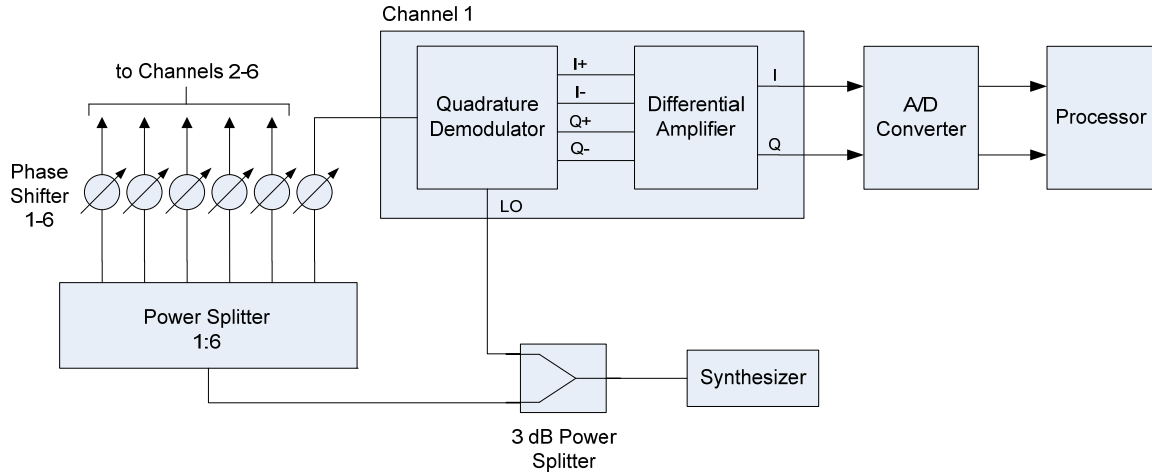 Channel 1
to Channels 2-6
Phase
Shifter
1-6
Quadrature
Demodulator
I+
I-
Q+
Q-
Differential
Amplifier
I
Q
A/D
Converter
Processor
LO
Power Splitter
1:6
Synthesizer
3 dB Power
Splitter